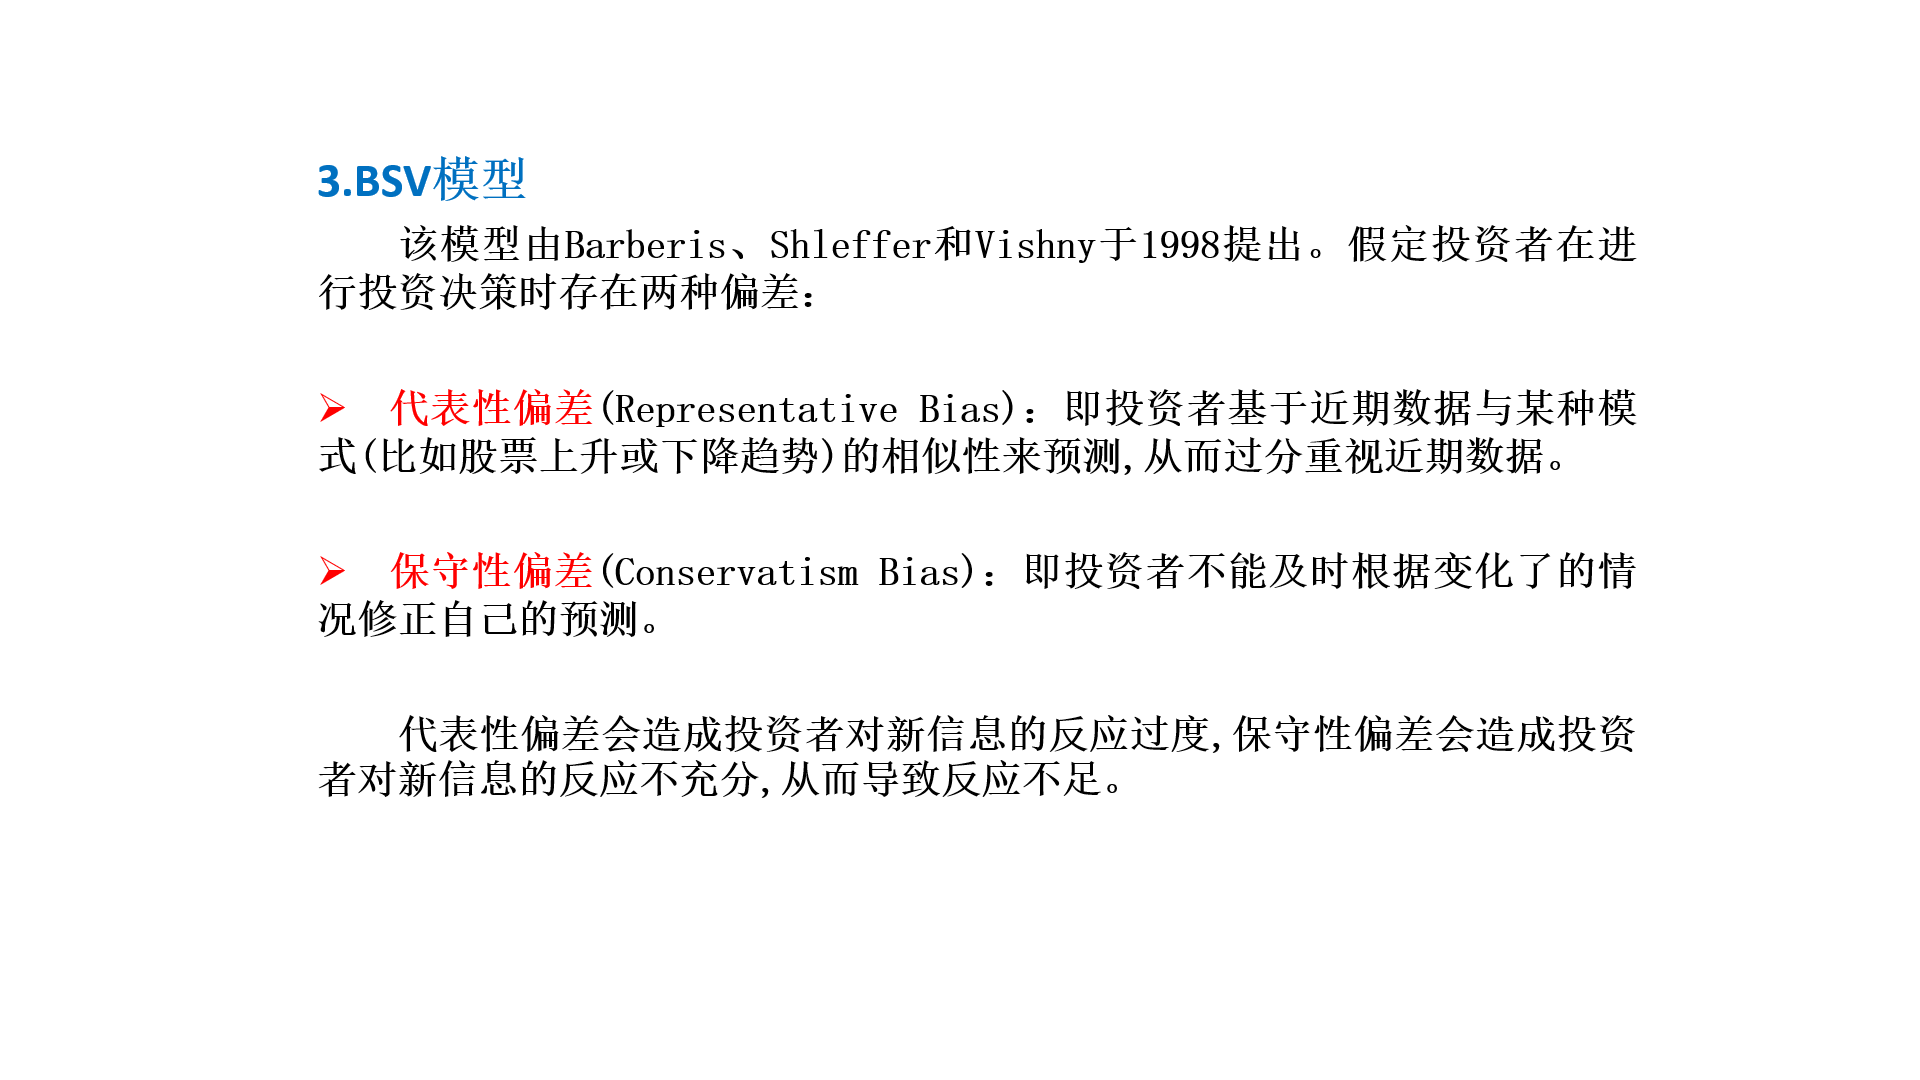 3.BSV模型
该模型由Barberis、Shleffer和Vishny于1998提出。假定投资者在进
行投资决策时存在两种偏差：
➢ 代表性偏差(Representative Bias)：即投资者基于近期数据与某种模
式(比如股票上升或下降趋势)的相似性来预测,从而过分重视近期数据。
➢ 保守性偏差(Conservatism Bias)：即投资者不能及时根据变化了的情
况修正自己的预测。
代表性偏差会造成投资者对新信息的反应过度,保守性偏差会造成投资
者对新信息的反应不充分,从而导致反应不足。